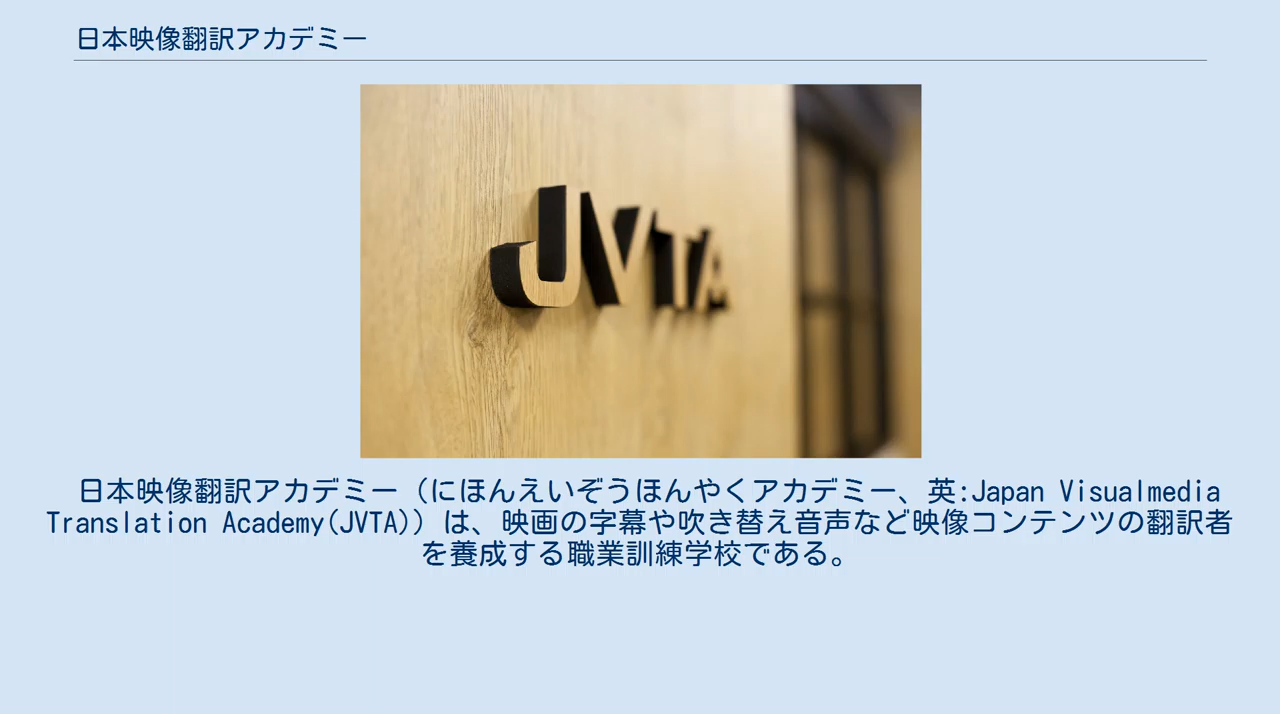 日本映像翻訳アカデミー
JVTA
日本映像翻訳アカデミー（にほんえいぞうほんやくアカデミー、英:Japan Visualmedia
Translation Academy(JVTA)）は、映画の字幕や吹き替え音声など映像コンテンツの翻訳者
を養成する職業訓練学校である。